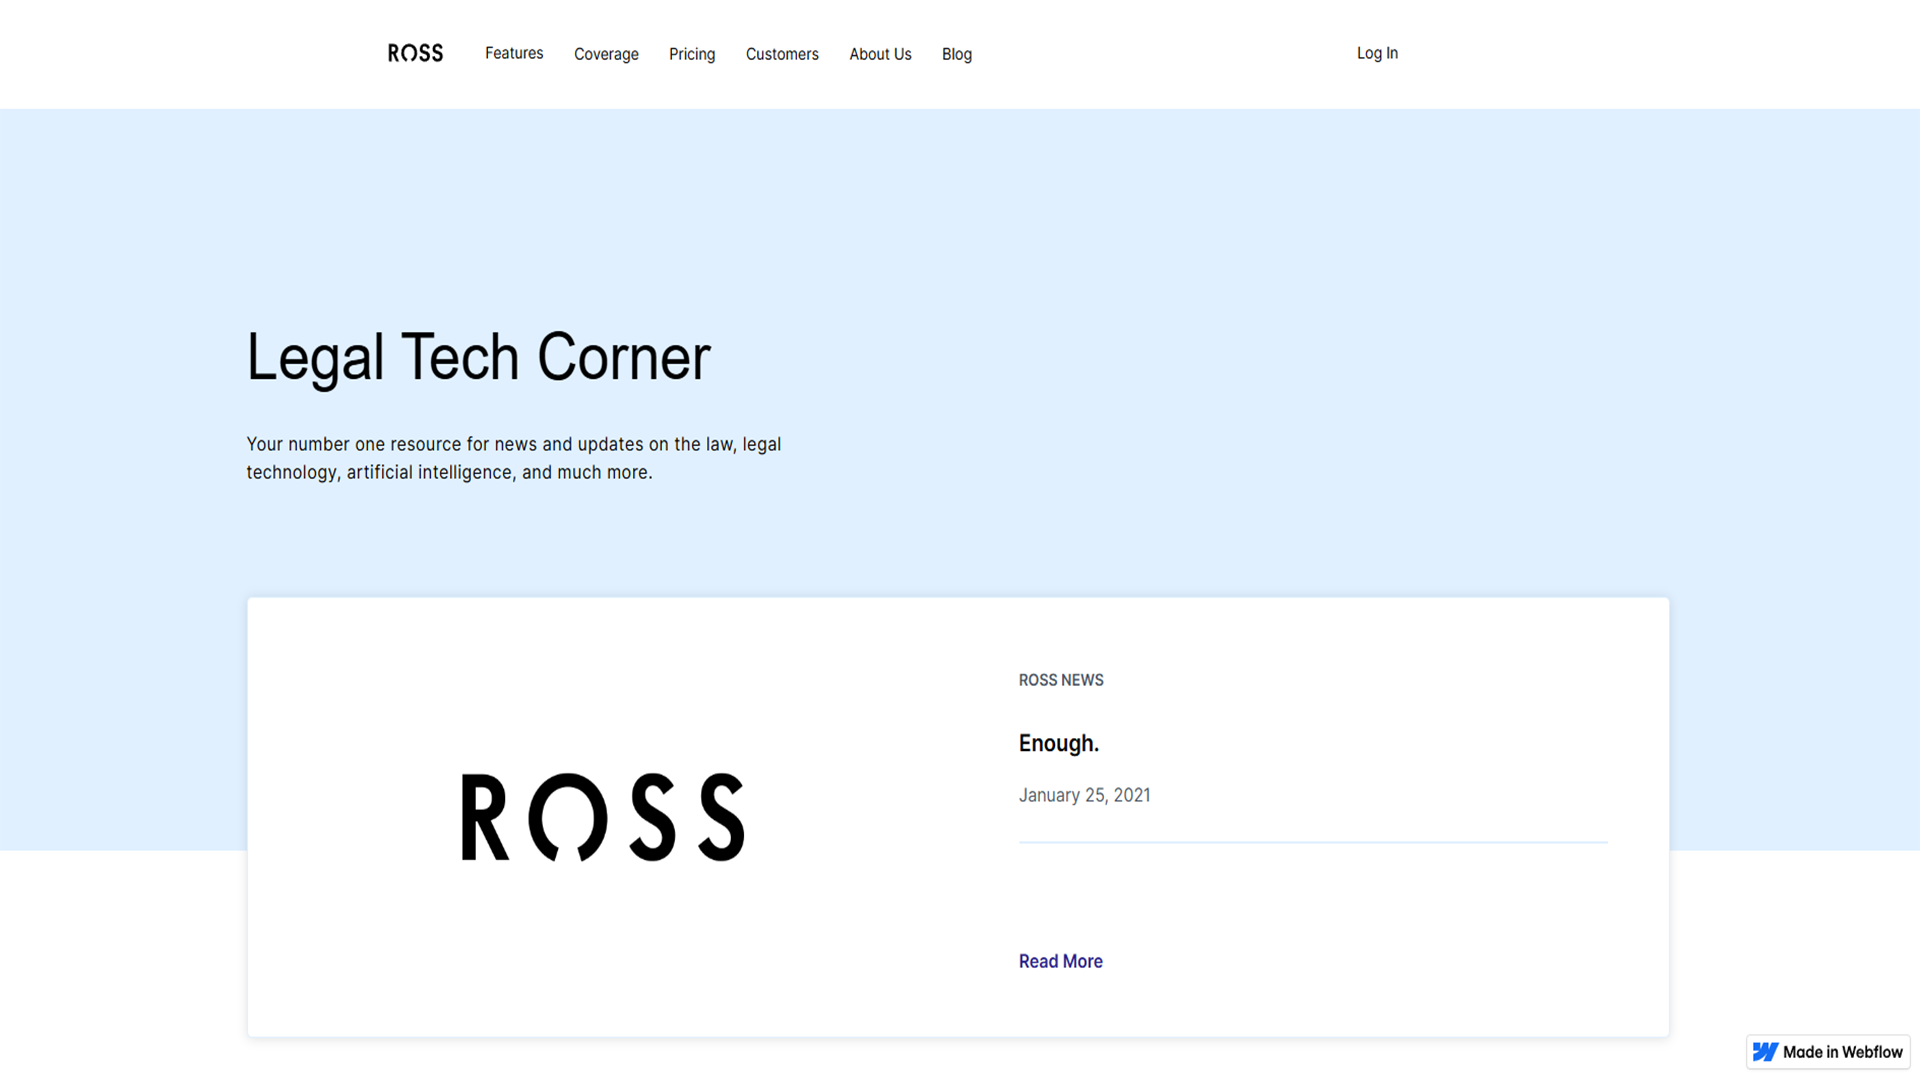 ROSS Features Coverage Pricing Customers About Us Blog Log In
Legal Tech Corner
Your number one resource for news and updates on the law, legal
technology, artificial intelligence, and much more.
ROSS
ROSS NEWS
Enough.
January 25, 2021
Read More
Made in Webflow